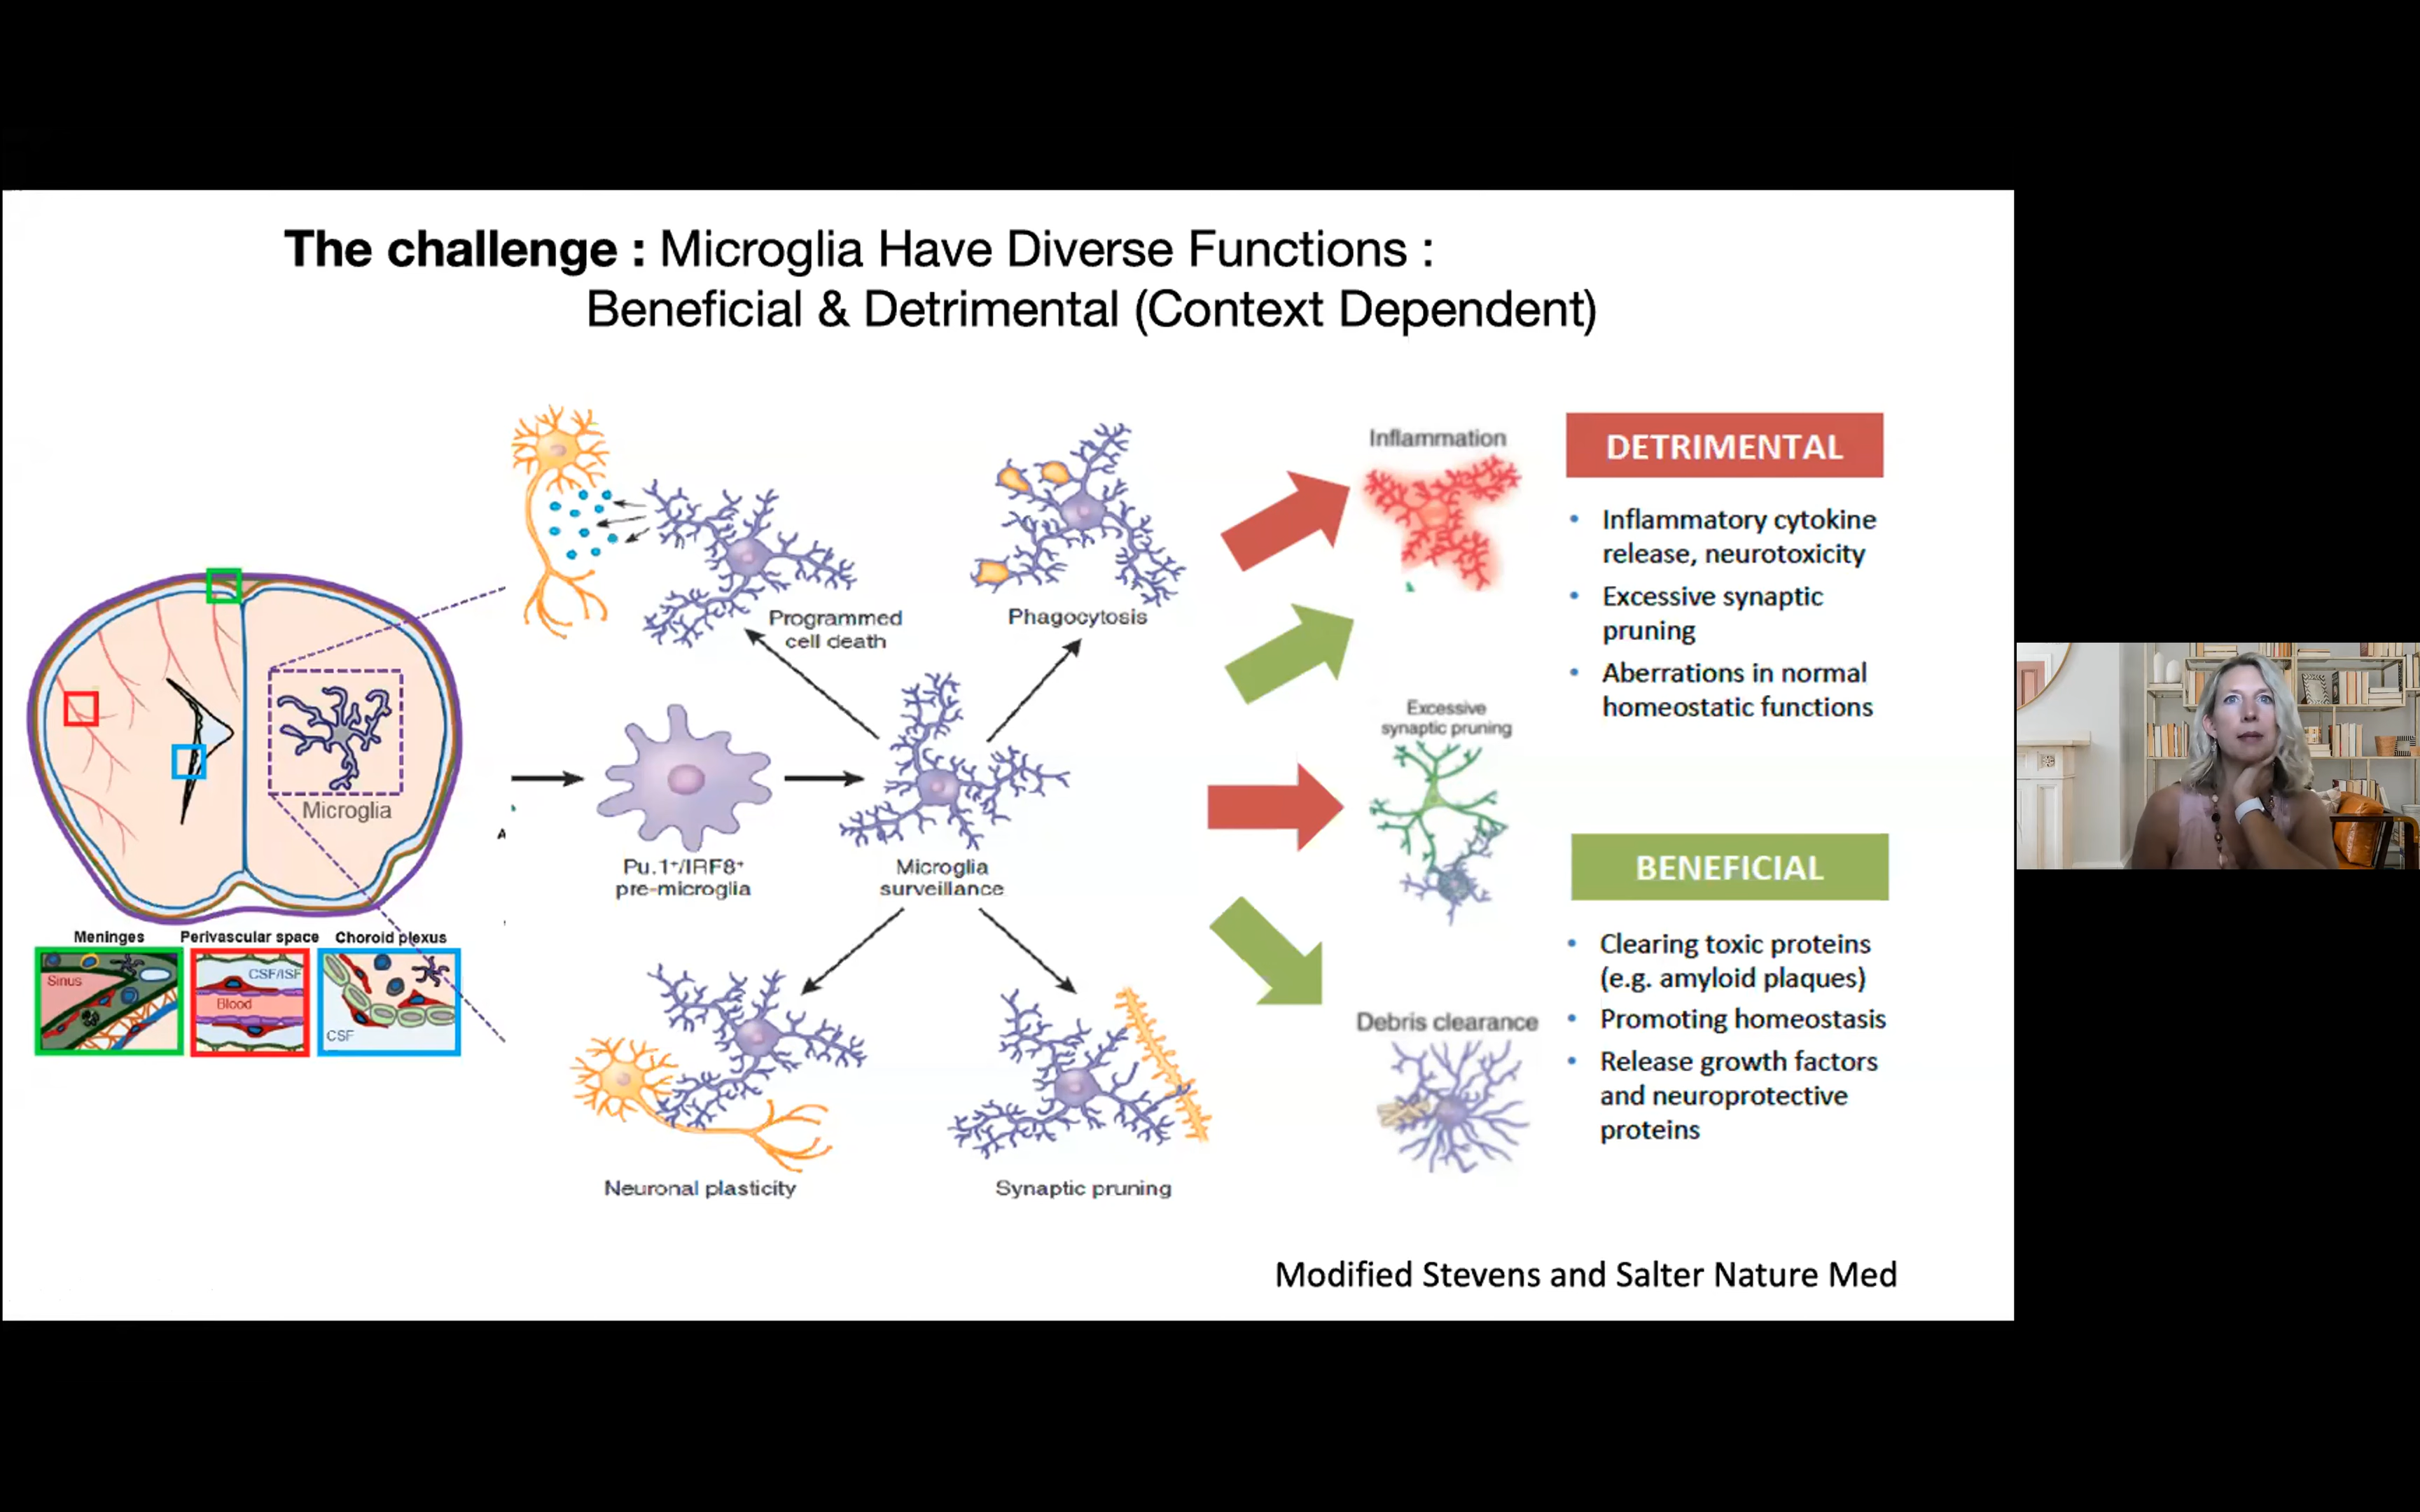 The challenge : Microglia Have Diverse Functions :
Beneficial & Detrimental (Context Dependent)
Microglia
Meninges
Perivascular space
Choroid plexus
Sinus
CSF/ISF
Blood
CSF
Programmed
cell death
Phagocytosis
Pu.1⁺/IRF8⁺
pre-microglia
Microglia
surveillance
Neuronal plasticity
Synaptic pruning
Inflammation
Excessive
synaptic pruning
Debris clearance
DETRIMENTAL
• Inflammatory cytokine
release, neurotoxicity
• Excessive synaptic
pruning
• Aberrations in normal
homeostatic functions
BENEFICIAL
• Clearing toxic proteins
(e.g. amyloid plaques)
• Promoting homeostasis
• Release growth factors
and neuroprotective
proteins
Modified Stevens and Salter Nature Med